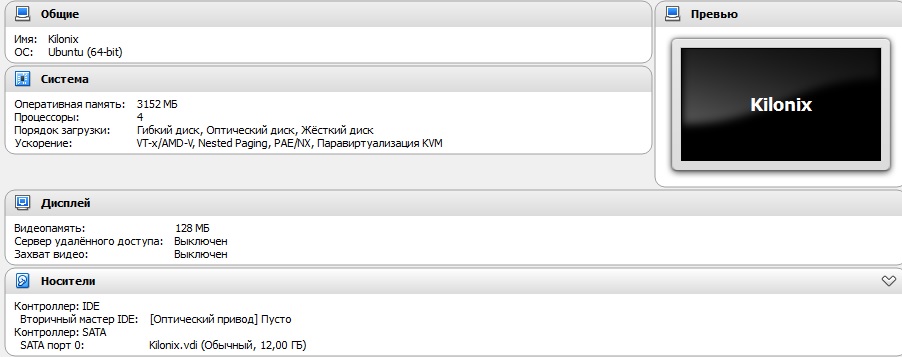 Общие
Имя: Kilonix
ОС: Ubuntu (64-bit)
Превью
Kilonix
Система
Оперативная память: 3152 МБ
Процессоры: 4
Порядок загрузки: Гибкий диск, Оптический диск, Жёсткий диск
Ускорение: VT-x/AMD-V, Nested Paging, PAE/NX, Паравиртуализация KVM
Дисплей
Видеопамять: 128 МБ
Сервер удалённого доступа: Выключен
Захват видео: Выключен
Носители
Контроллер: IDE
Вторичный мастер IDE: [Оптический привод] Пусто
Контроллер: SATA
SATA порт 0: Kilonix.vdi (Обычный, 12,00 ГБ)